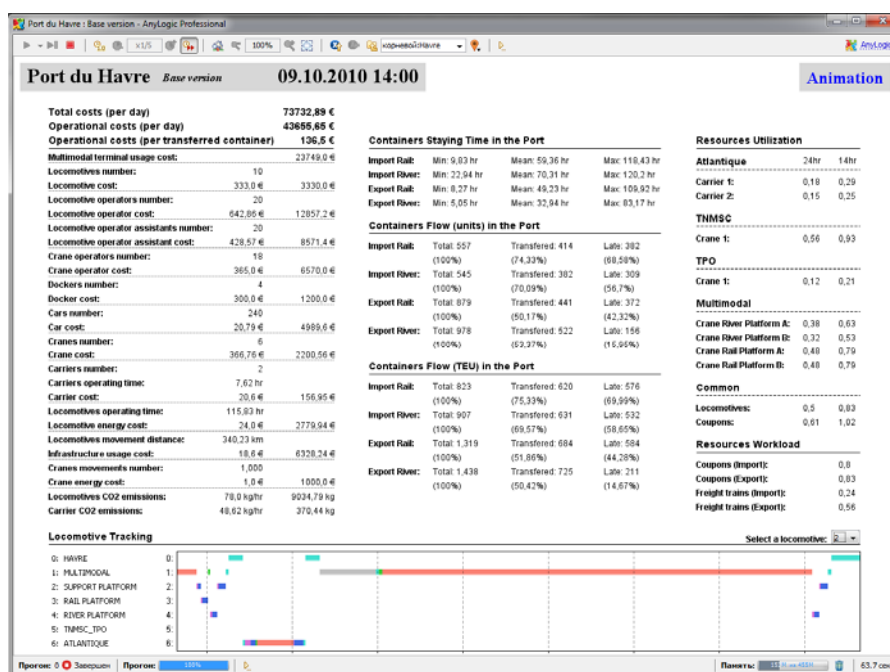 Port du Havre : Base version - AnyLogic Professional
x1/5 100% корневойHavre AnyLogic
Port du Havre Base version 09.10.2010 14:00 Animation
Total costs (per day) 73732,89 €
Operational costs (per day) 43655,65 €
Operational costs (per transferred container) 136,5 €
Multimodal terminal usage cost: 23749,0 €
Locomotives number: 10
Locomotive cost: 333,0 € 3330,0 €
Locomotive operators number: 20
Locomotive operator cost: 642,86 € 12857,2 €
Locomotive operator assistants number: 20
Locomotive operator assistant cost: 428,57 € 8571,4 €
Crane operators number: 18
Crane operator cost: 365,0 € 6570,0 €
Dockers number: 4
Docker cost: 300,0 € 1200,0 €
Cars number: 240
Car cost: 20,79 € 4989,6 €
Cranes number: 6
Crane cost: 366,76 € 2200,56 €
Carriers number: 2
Carriers operating time: 7,62 hr
Carrier cost: 20,6 € 156,95 €
Locomotives operating time: 115,83 hr
Locomotive energy cost: 24,0 € 2779,94 €
Locomotives movement distance: 340,23 km
Infrastructure usage cost: 18,6 € 6328,24 €
Cranes movements number: 1,000
Crane energy cost: 1,0 € 1000,0 €
Locomotives CO2 emissions: 78,0 kg/hr 9034,79 kg
Carrier CO2 emissions: 48,62 kg/hr 370,44 kg
Containers Staying Time in the Port
Import Rail: Min: 9,83 hr Mean: 59,36 hr Max: 118,43 hr
Import River: Min: 22,94 hr Mean: 70,31 hr Max: 120,2 hr
Export Rail: Min: 8,27 hr Mean: 49,23 hr Max: 109,92 hr
Export River: Min: 5,05 hr Mean: 32,94 hr Max: 83,17 hr
Containers Flow (units) in the Port
Import Rail: Total: 557 Transfered: 414 Late: 382
(100%) (74,33%) (68,58%)
Import River: Total: 545 Transfered: 382 Late: 309
(100%) (70,09%) (56,7%)
Export Rail: Total: 879 Transfered: 441 Late: 372
(100%) (50,17%) (42,32%)
Export River: Total: 978 Transfered: 522 Late: 156
(100%) (53,37%) (15,95%)
Containers Flow (TEU) in the Port
Import Rail: Total: 823 Transfered: 620 Late: 576
(100%) (75,33%) (69,99%)
Import River: Total: 907 Transfered: 631 Late: 532
(100%) (69,57%) (58,65%)
Export Rail: Total: 1,319 Transfered: 684 Late: 584
(100%) (51,86%) (44,28%)
Export River: Total: 1,438 Transfered: 725 Late: 211
(100%) (50,42%) (14,67%)
Resources Utilization
Atlantique 24hr 14hr
Carrier 1: 0,18 0,29
Carrier 2: 0,15 0,25
TNMSC
Crane 1: 0,56 0,93
TPO
Crane 1: 0,12 0,21
Multimodal
Crane River Platform A: 0,38 0,63
Crane River Platform B: 0,32 0,53
Crane Rail Platform A: 0,48 0,79
Crane Rail Platform B: 0,48 0,79
Common
Locomotives: 0,5 0,83
Coupons: 0,61 1,02
Resources Workload
Coupons (Import): 0,8
Coupons (Export): 0,83
Freight trains (Import): 0,24
Freight trains (Export): 0,56
Locomotive Tracking Select a locomotive: 2
0: HAVRE 0:
1: MULTIMODAL 1:
2: SUPPORT PLATFORM 2:
3: RAIL PLATFORM 3:
4: RIVER PLATFORM 4:
5: TNMSC_TPO 5:
6: ATLANTIQUE 6:
Прогон: 0 Завершен Прогон: 100% Память: 63.7 сек